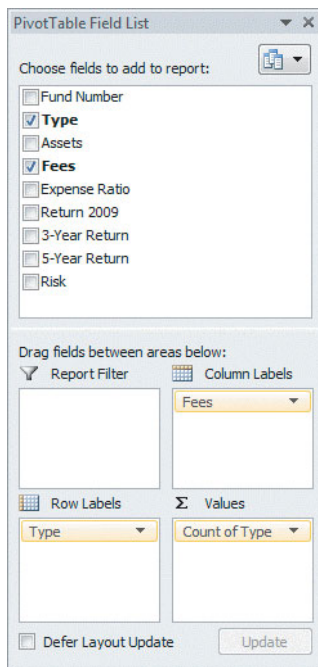 PivotTable Field List
Choose fields to add to report:
Fund Number
Type
Assets
Fees
Expense Ratio
Return 2009
3-Year Return
5-Year Return
Risk
Drag fields between areas below:
Report Filter
Column Labels
Fees
Row Labels
Σ Values
Type
Count of Type
Defer Layout Update
Update